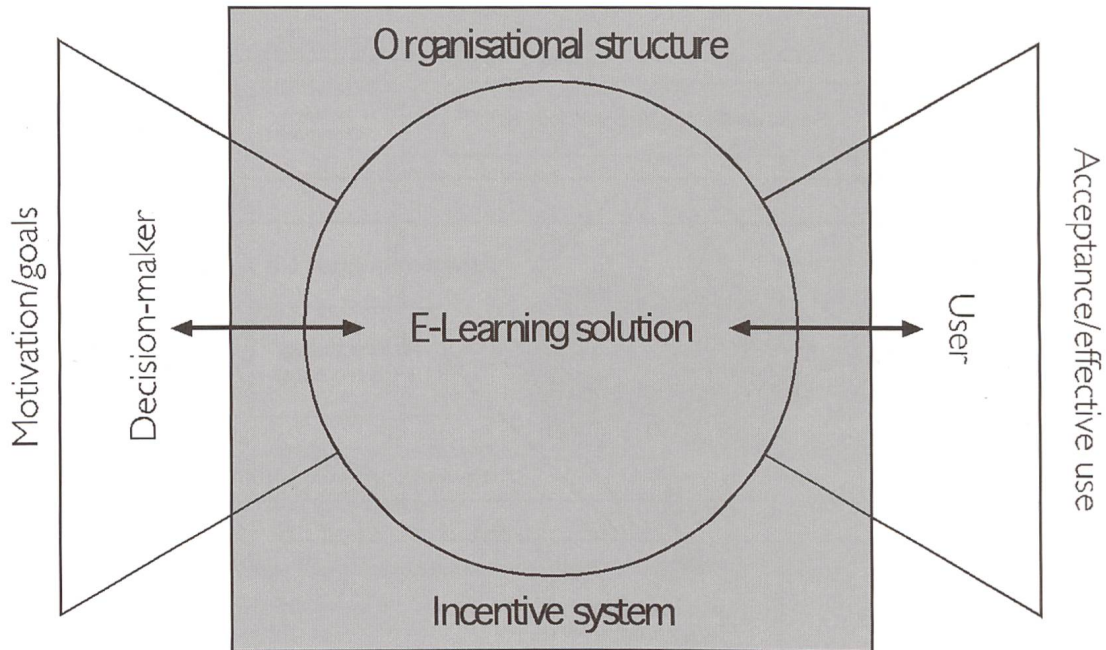 Organisational structure
Motivation/goals
Decision-maker
E-Learning solution
User
Acceptance/effective use
Incentive system